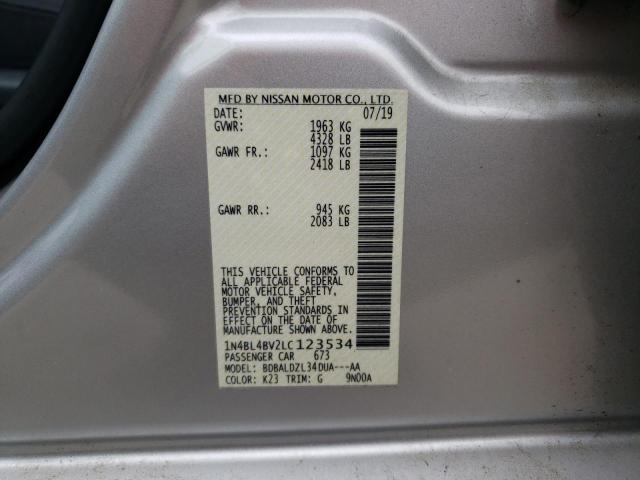 MFD BY NISSAN MOTOR CO., LTD.
DATE: 07/19
GVWR: 1963 KG
4328 LB
GAWR FR.: 1097 KG
2418 LB
GAWR RR.: 945 KG
2083 LB
THIS VEHICLE CONFORMS TO
ALL APPLICABLE FEDERAL
MOTOR VEHICLE SAFETY,
BUMPER, AND THEFT
PREVENTION STANDARDS IN
EFFECT ON THE DATE OF
MANUFACTURE SHOWN ABOVE.
1N4BL4BV2LC123534
PASSENGER CAR 673
MODEL: BDBALDZL34DUA---AA
COLOR: K23 TRIM: G 9N00A